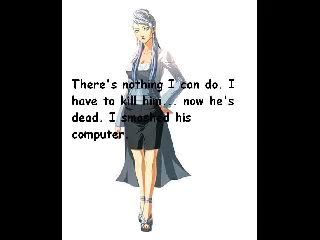 There's nothing I can do. I
have to kill him... now he's
dead. I smashed his
computer.